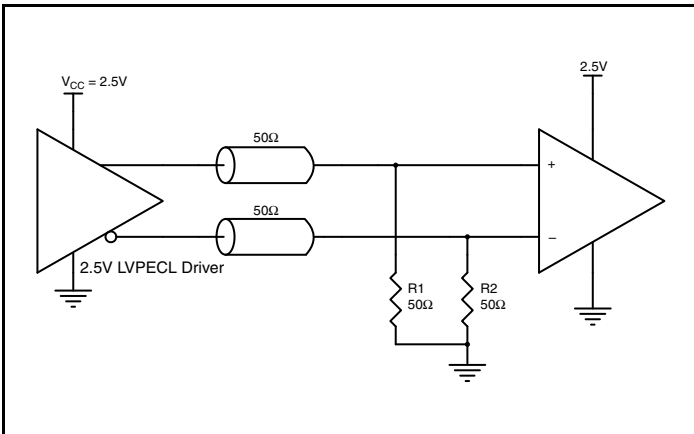 V_CC = 2.5V
2.5V
50Ω
50Ω
+
−
2.5V LVPECL Driver
R1
50Ω
R2
50Ω